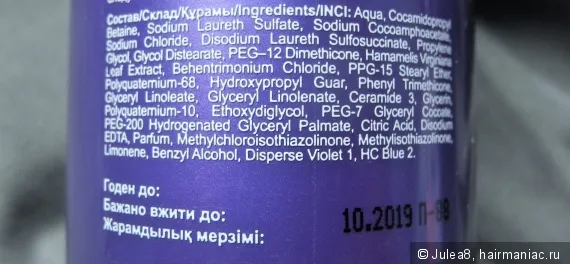 Состав/Склад/Құрамы/Ingredients/INCI: Aqua, Cocamidopropyl
Betaine, Sodium Laureth Sulfate, Sodium Cocoamphoacetate,
Sodium Chloride, Disodium Laureth Sulfosuccinate, Propylene
Glycol, Glycol Distearate, PEG–12 Dimethicone, Hamamelis Virginiana
Leaf Extract, Behentrimonium Chloride, PPG-15 Stearyl Ether,
Polyquaternium-68, Hydroxypropyl Guar, Phenyl Trimethicone,
Glyceryl Linoleate, Glyceryl Linolenate, Ceramide 3, Glycerin,
Polyquaternium-10, Ethoxydiglycol, PEG-7 Glyceryl Cocoate,
PEG-200 Hydrogenated Glyceryl Palmate, Citric Acid, Disodium
EDTA, Parfum, Methylchloroisothiazolinone, Methylisothiazolinone,
Limonene, Benzyl Alcohol, Disperse Violet 1, HC Blue 2.
Годен до:
Бажано вжити до:
Жарамдылық мерзімі:
10.2019 П-98
© Julea8, hairmaniac.ru